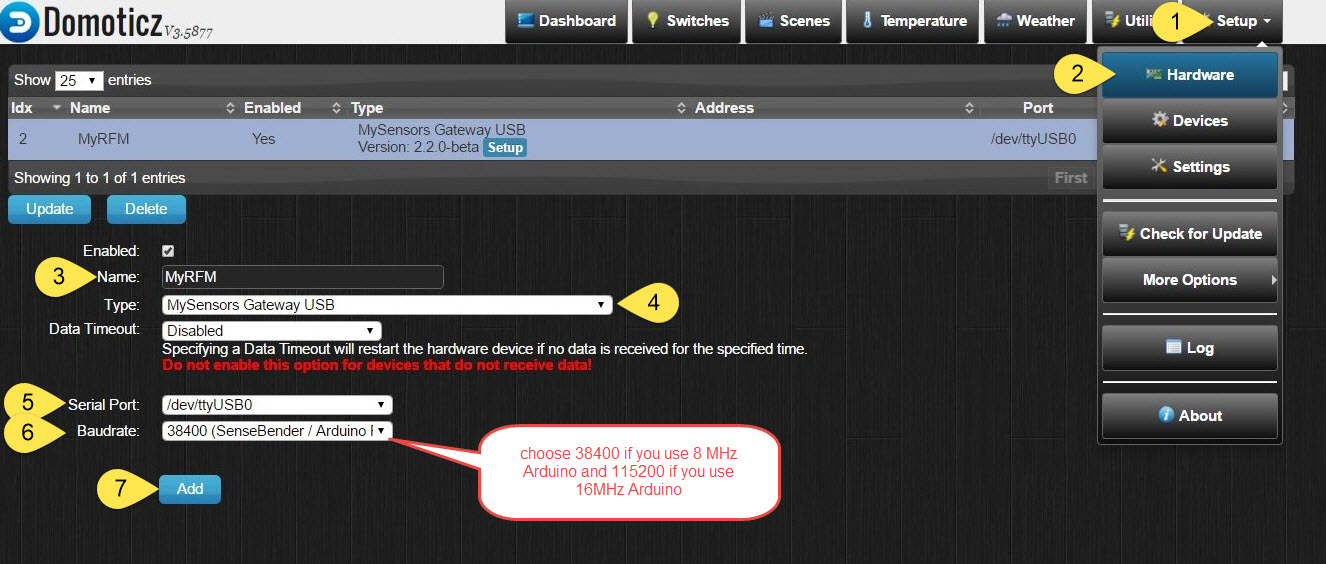 Domoticz V3.5877
Dashboard
Switches
Scenes
Temperature
Weather
Utili
1
Setup
Show 25 entries
2
Hardware
Idx Name Enabled Type Address Port
Devices
2 MyRFM Yes MySensors Gateway USB
Version: 2.2.0-beta Setup
/dev/ttyUSB0
Settings
Showing 1 to 1 of 1 entries
First
Update Delete
Check for Update
Enabled:
3
Name: MyRFM
More Options
Type: MySensors Gateway USB
4
Data Timeout: Disabled
Specifying a Data Timeout will restart the hardware device if no data is received for the specified time.
Do not enable this option for devices that do not receive data!
Log
5
Serial Port: /dev/ttyUSB0
About
6
Baudrate: 38400 (SenseBender / Arduino
choose 38400 if you use 8 MHz
Arduino and 115200 if you use
16MHz Arduino
7
Add